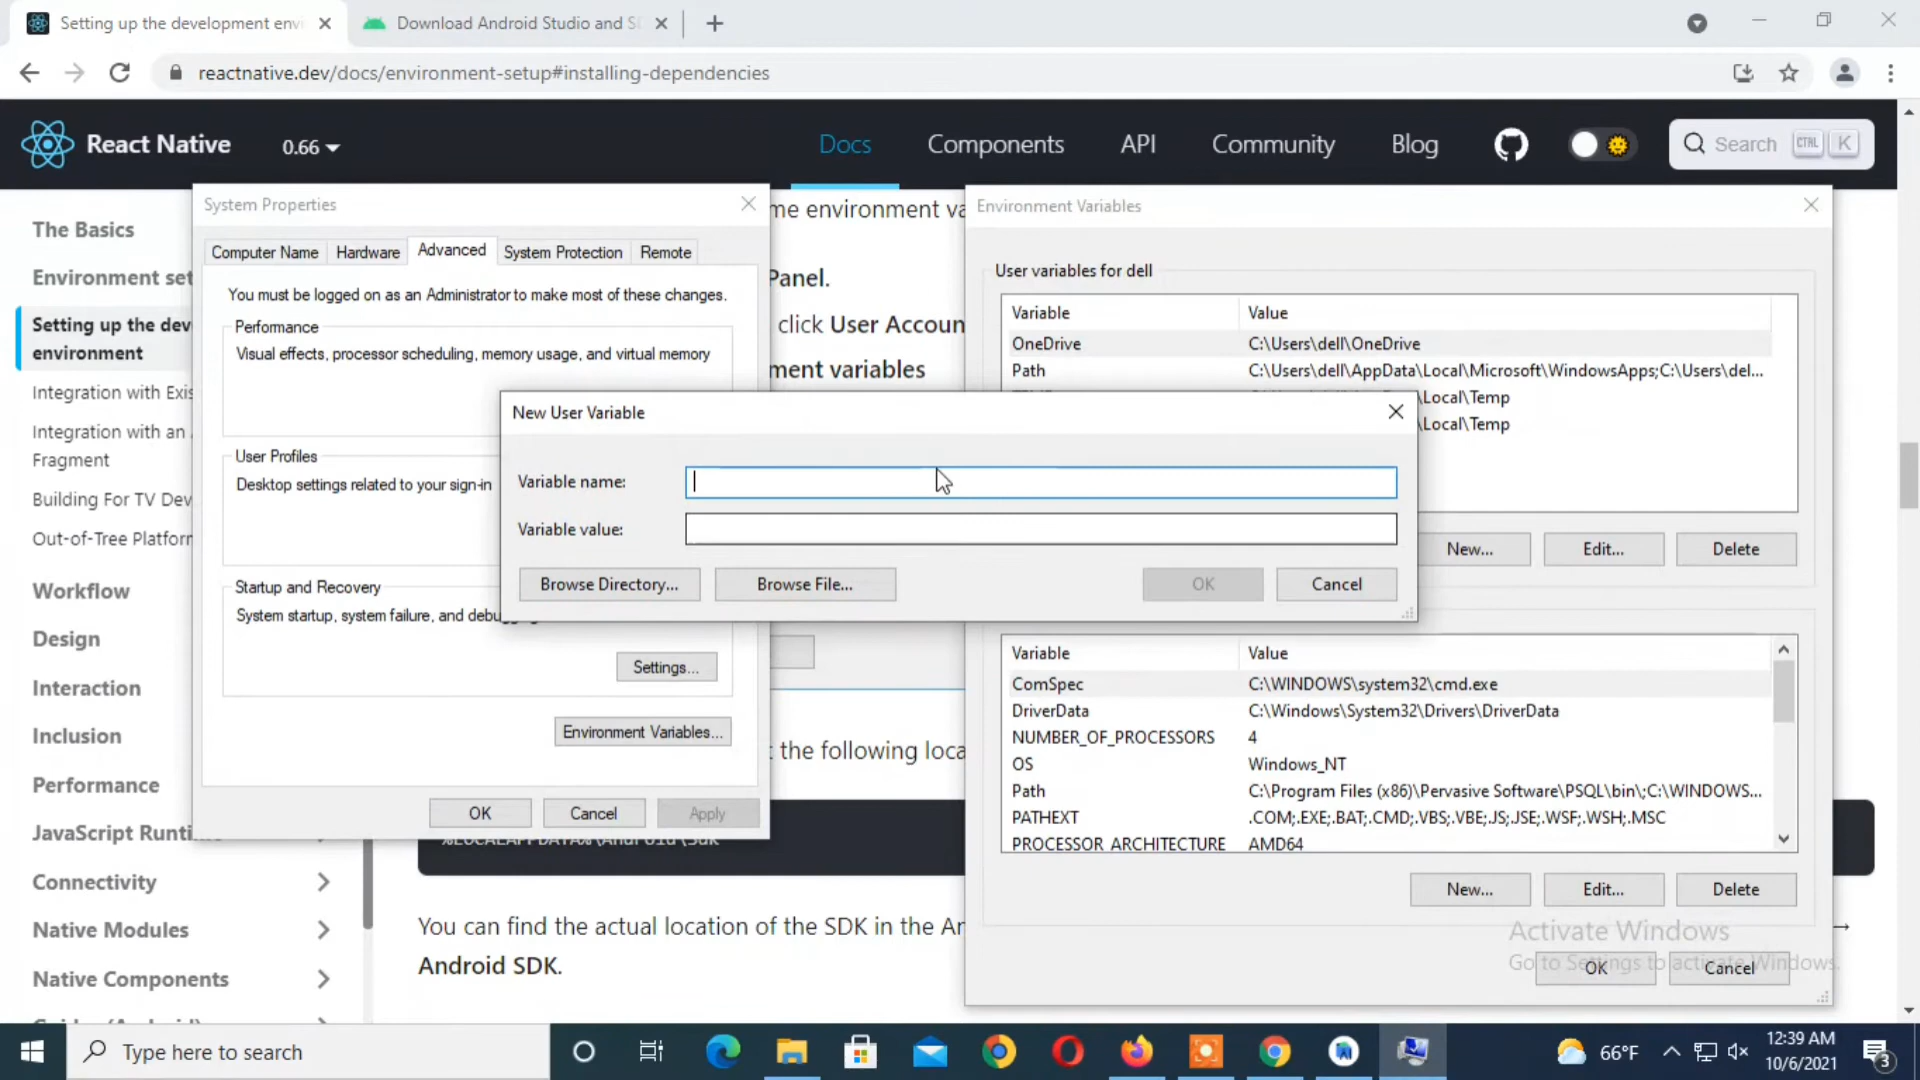 Setting up the development env
Download Android Studio and S
reactnative.dev/docs/environment-setup#installing-dependencies
React Native
0.66
Docs
Components
API
Community
Blog
Search
CTRL
K
The Basics
Environment set
Setting up the dev
environment
Integration with Exis
Integration with an
Fragment
Building For TV Dev
Out-of-Tree Platforr
Workflow
Design
Interaction
Inclusion
Performance
JavaScript Runti
Connectivity
Native Modules
Native Components
me environment va
Panel.
click User Accoun
ment variables
the following loca
%LOCALAPPDATA%\Android\Sdk
You can find the actual location of the SDK in the An
→
Android SDK.
System Properties
Computer Name
Hardware
Advanced
System Protection
Remote
You must be logged on as an Administrator to make most of these changes.
Performance
Visual effects, processor scheduling, memory usage, and virtual memory
User Profiles
Desktop settings related to your sign-in
Startup and Recovery
System startup, system failure, and debu
Settings...
Environment Variables...
OK
Cancel
Apply
Environment Variables
User variables for dell
Variable
Value
OneDrive
C:\Users\dell\OneDrive
Path
C:\Users\dell\AppData\Local\Microsoft\WindowsApps;C:\Users\del...
\Local\Temp
\Local\Temp
New...
Edit...
Delete
New User Variable
Variable name:
Variable value:
Browse Directory...
Browse File...
OK
Cancel
Variable
Value
ComSpec
C:\WINDOWS\system32\cmd.exe
DriverData
C:\Windows\System32\Drivers\DriverData
NUMBER_OF_PROCESSORS
4
OS
Windows_NT
Path
C:\Program Files (x86)\Pervasive Software\PSQL\bin\;C:\WINDOWS...
PATHEXT
.COM;.EXE;.BAT;.CMD;.VBS;.VBE;.JS;.JSE;.WSF;.WSH;.MSC
PROCESSOR_ARCHITECTURE
AMD64
New...
Edit...
Delete
Activate Windows
Go to Settings to activate Windows.
OK
Cancel
Type here to search
66°F
12:39 AM
10/6/2021
3